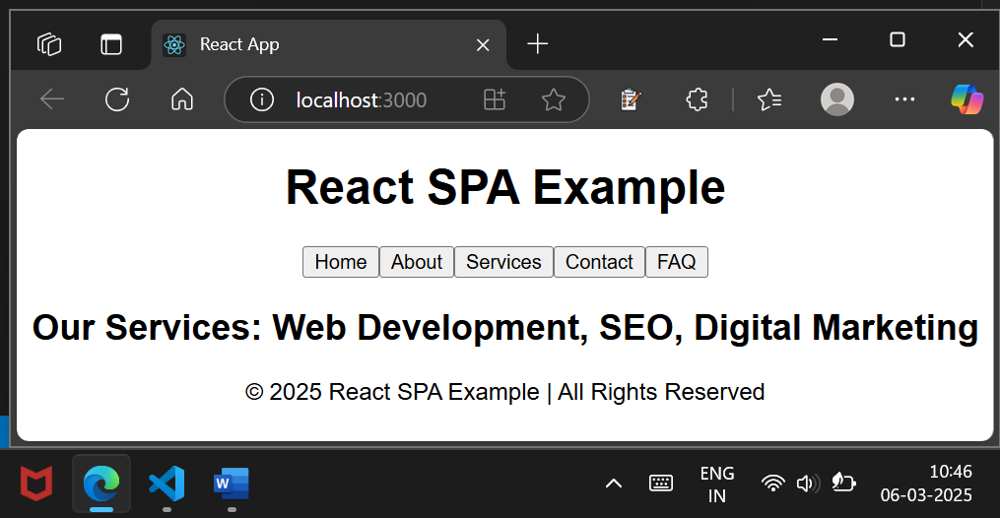 React App
localhost:3000
React SPA Example
Home About Services Contact FAQ
Our Services: Web Development, SEO, Digital Marketing
© 2025 React SPA Example | All Rights Reserved
W
ENG
IN
10:46
06-03-2025